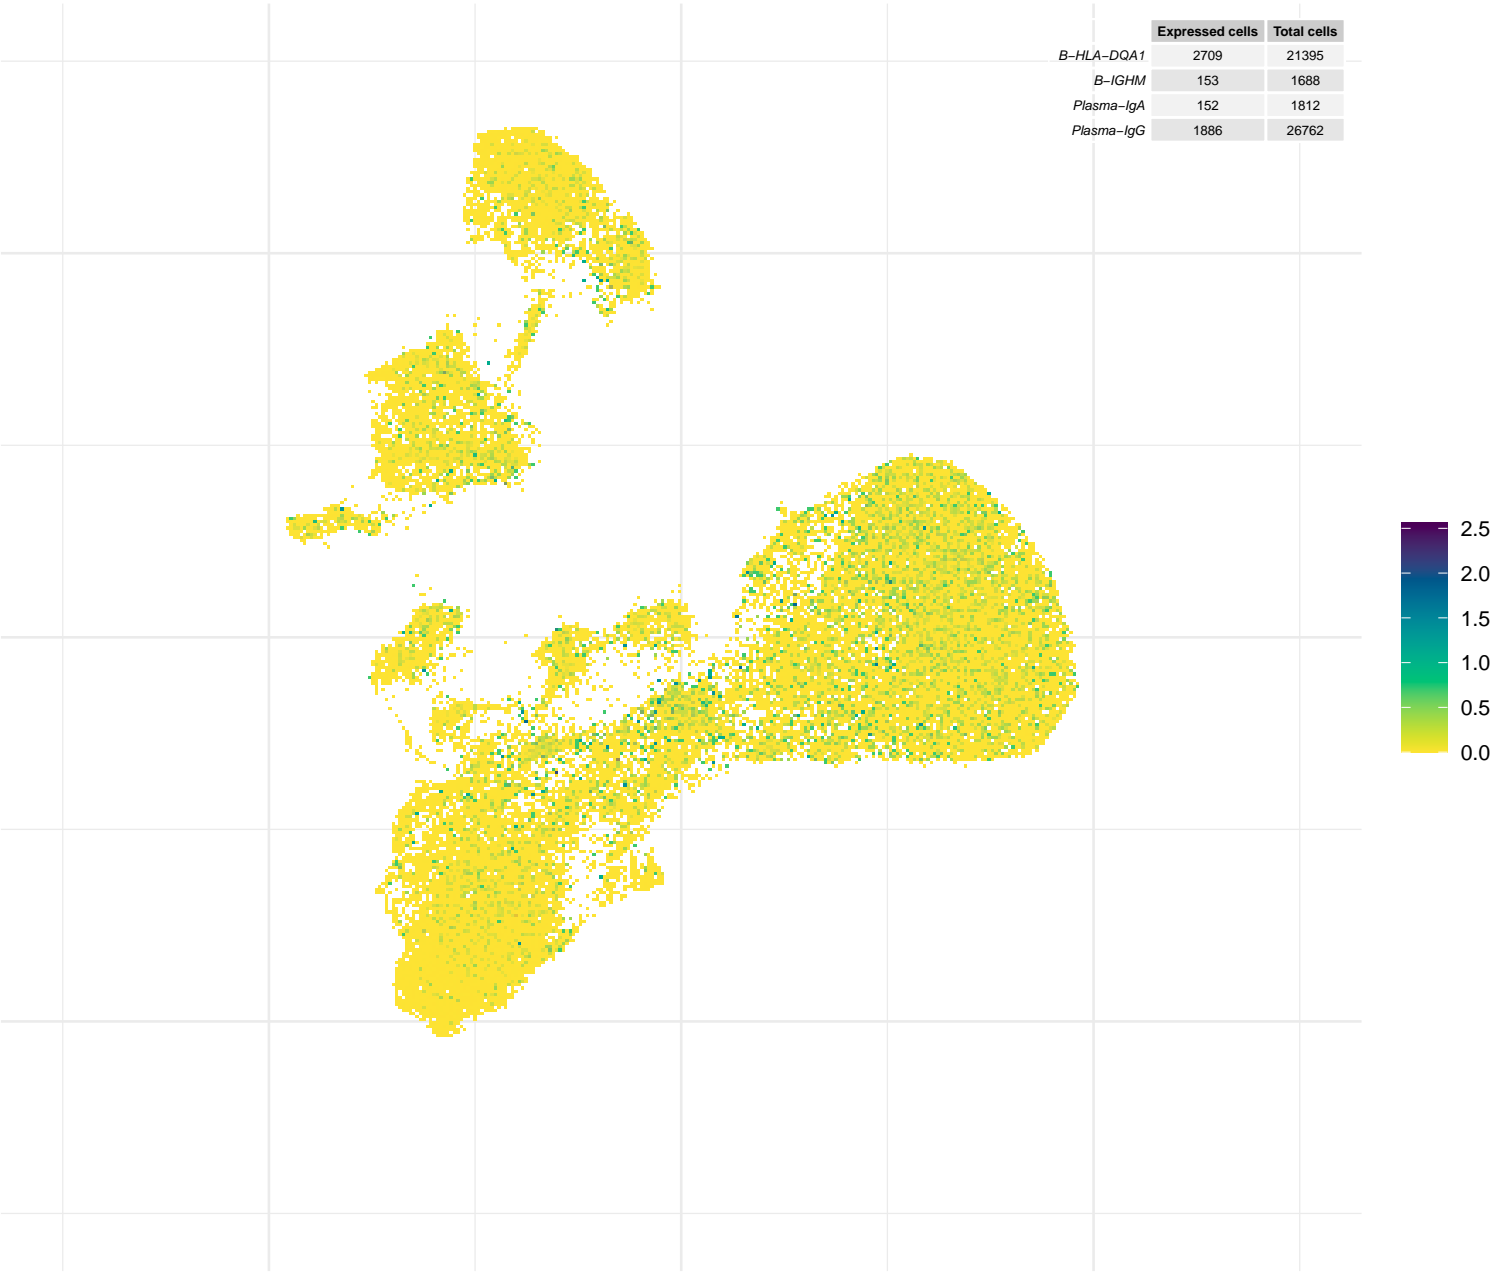 Expressed cells Total cells
B-HLA-DQA1 2709 21395
B-IGHM 153 1688
Plasma-IgA 152 1812
Plasma-IgG 1886 26762
2.5
2.0
1.5
1.0
0.5
0.0